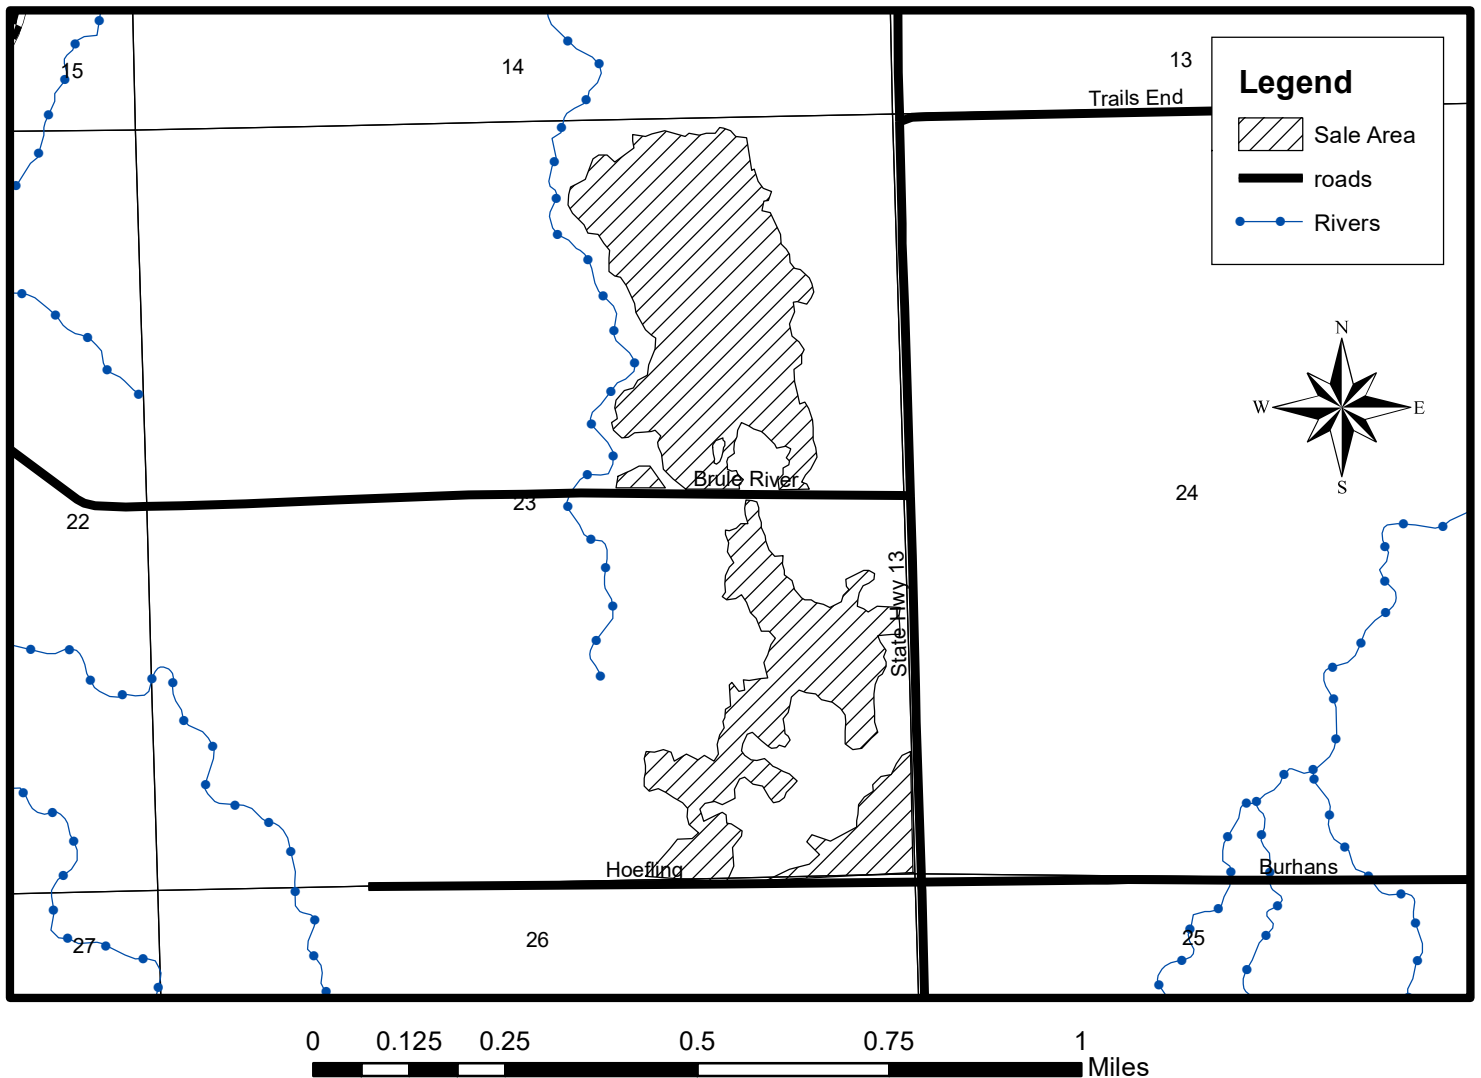 15
14
13
Trails End
Legend
Sale Area
roads
Rivers
N
W
E
S
Brule River
22
23
24
State Hwy 13
Hoefling
Burhans
27
26
25
0 0.125 0.25 0.5 0.75 1
Miles